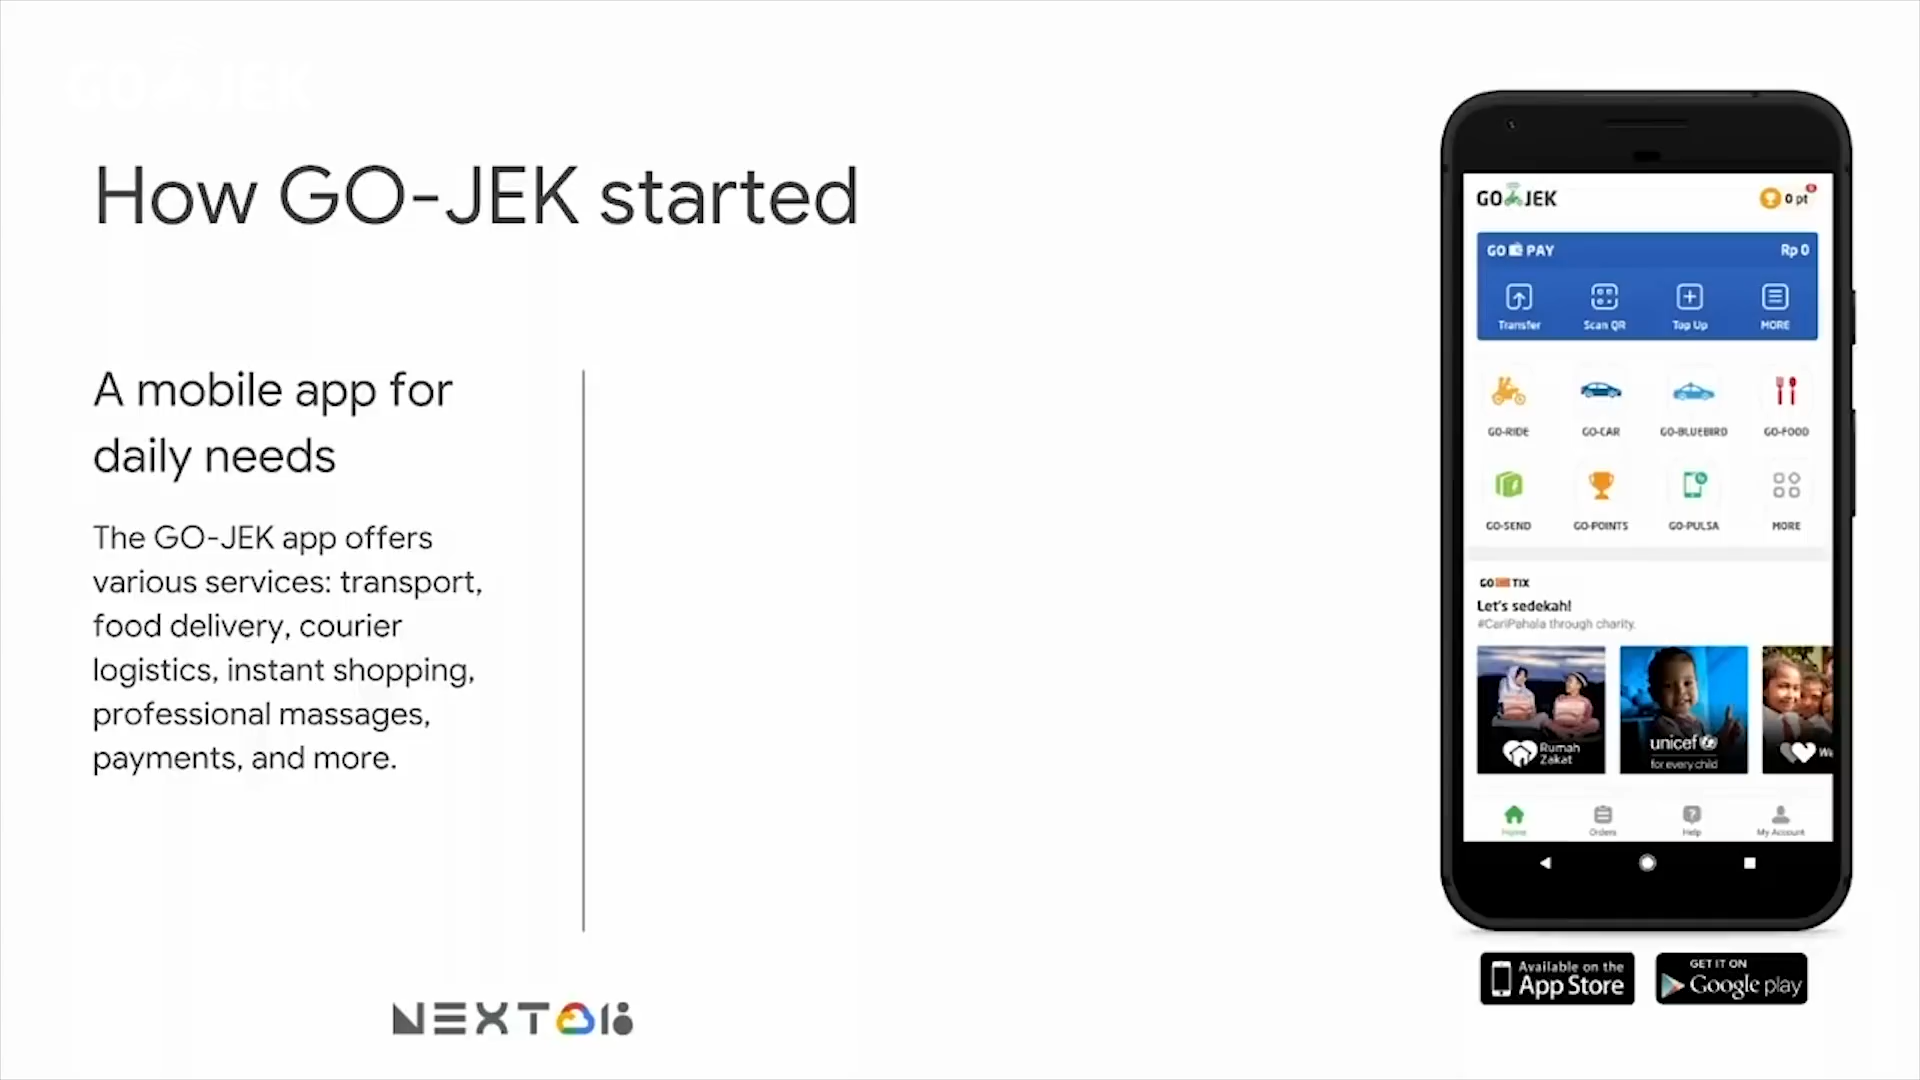 GO JEK
How GO-JEK started
A mobile app for
daily needs
The GO-JEK app offers
various services: transport,
food delivery, courier
logistics, instant shopping,
professional massages,
payments, and more.
NEXT 18
GO JEK
0 pt
GO PAY
Rp 0
Transfer
Scan QR
Top Up
MORE
GO-RIDE
GO-CAR
GO-BLUEBIRD
GO-FOOD
GO-SEND
GO-POINTS
GO-PULSA
MORE
GO TIX
Let's sedekah!
#CariPahala through charity.
Rumah
Zakat
unicef
for every child
Home
Orders
Help
My Account
Available on the
App Store
GET IT ON
Google play